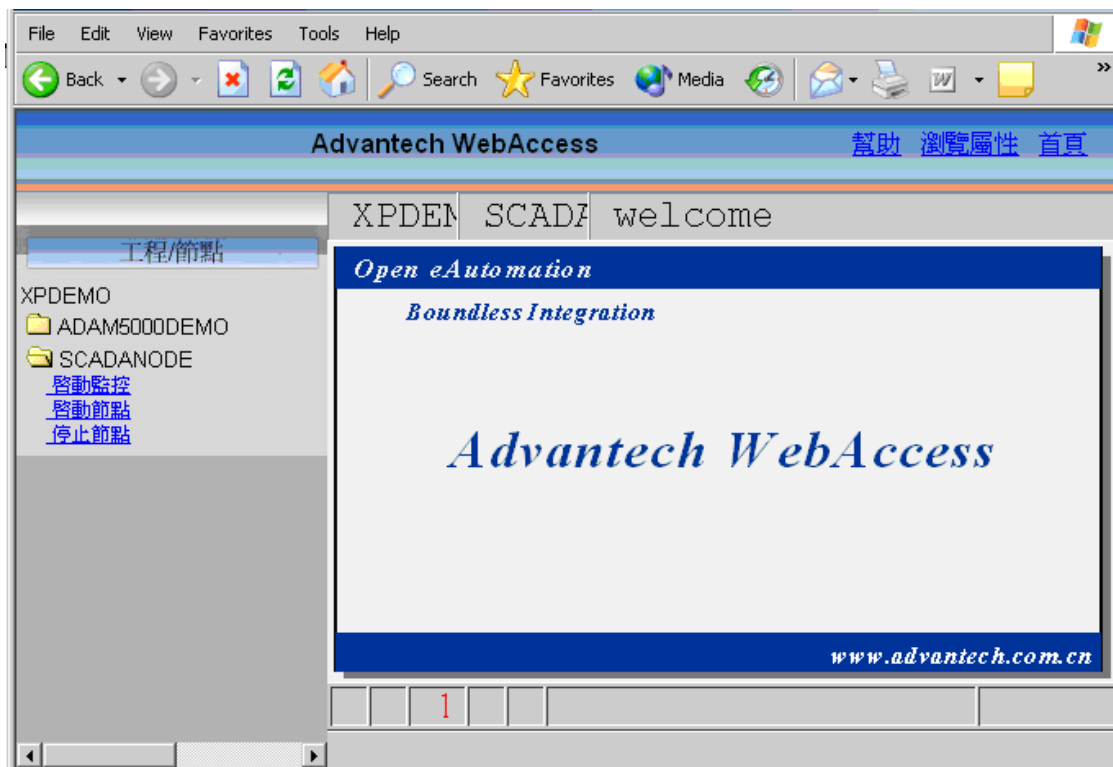 File Edit View Favorites Tools Help
Back Search Favorites Media
Advantech WebAccess 幫助 瀏覽屬性 首頁
XPDEM SCADA welcome
工程/節點
XPDEMO
ADAM5000DEMO
SCADANODE
啓動監控
啓動節點
停止節點
Open eAutomation
Boundless Integration
Advantech WebAccess
www.advantech.com.cn
1